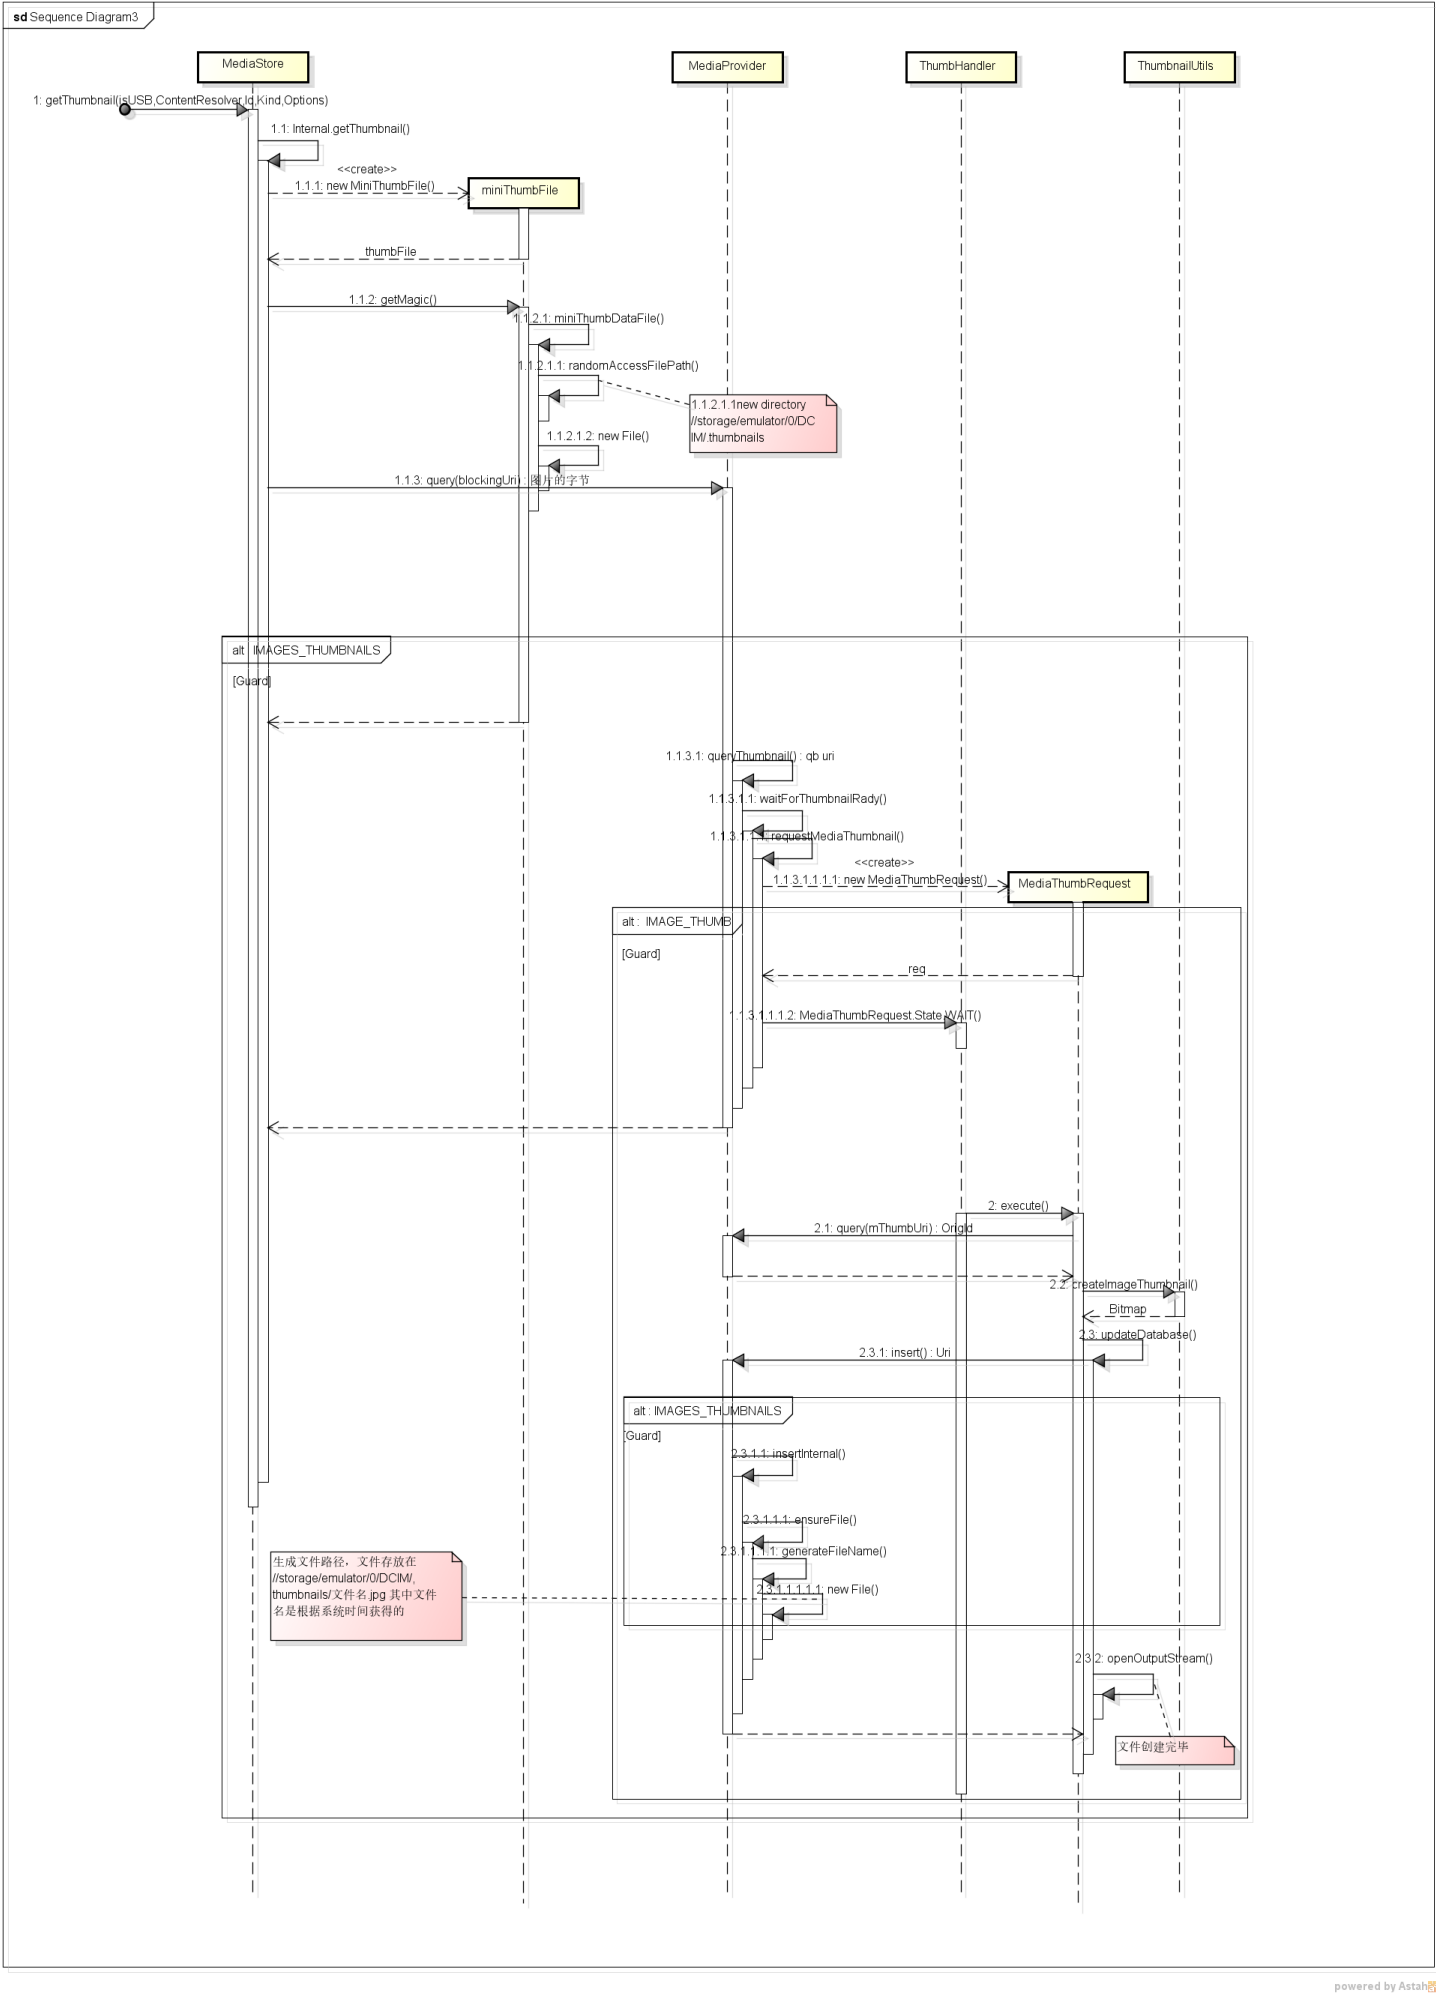 sd Sequence Diagram3
MediaStore
MediaProvider
ThumbHandler
ThumbnailUtils
1: getThumbnail(isUSB,ContentResolver,Id,Kind,Options)
1.1: Internal.getThumbnail()
<<create>>
1.1.1: new MiniThumbFile()
miniThumbFile
thumbFile
1.1.2: getMagic()
1.1.2.1: miniThumbDataFile()
1.1.2.1.1: randomAccessFilePath()
1.1.2.1.1new directory
//storage/emulator/0/DC
IM/.thumbnails
1.1.2.1.2: new File()
1.1.3: query(blockingUri) : 图片的字节
alt : IMAGES_THUMBNAILS
[Guard]
1.1.3.1: queryThumbnail() : qb uri
1.1.3.1.1: waitForThumbnailRady()
1.1.3.1.1.1: requestMediaThumbnail()
<<create>>
1.1.3.1.1.1.1: new MediaThumbRequest()
MediaThumbRequest
alt : IMAGE_THUMB
[Guard]
req
1.1.3.1.1.1.2: MediaThumbRequest.State.WAIT()
2: execute()
2.1: query(mThumbUri) : OrigId
2.2: createImageThumbnail()
Bitmap
2.3: updateDatabase()
2.3.1: insert() : Uri
alt : IMAGES_THUMBNAILS
[Guard]
2.3.1.1: insertInternal()
2.3.1.1.1: ensureFile()
2.3.1.1.1.1: generateFileName()
2.3.1.1.1.1.1: new File()
生成文件路径，文件存放在
//storage/emulator/0/DCIM/,
thumbnails/文件名.jpg 其中文件
名是根据系统时间获得的
2.3.2: openOutputStream()
文件创建完毕
powered by Astah